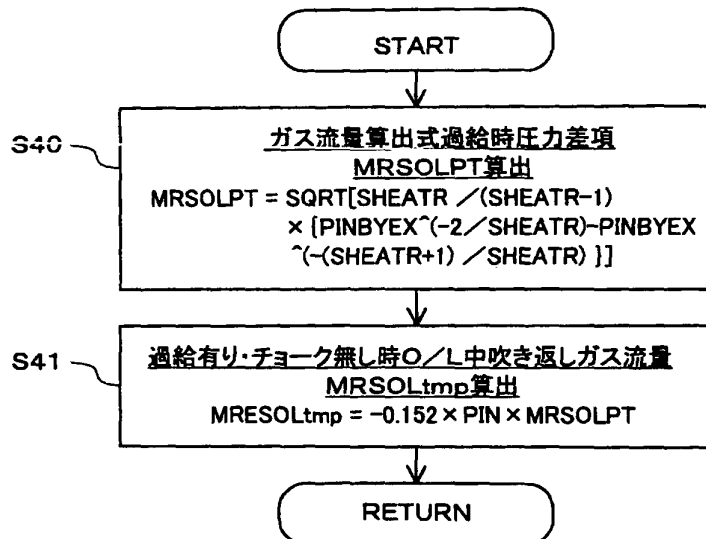 START
S40
ガス流量算出式過給時圧力差項
MRSOLPT算出
MRSOLPT = SQRT[SHEATR ／(SHEATR-1)
× {PINBYEX^(-2／SHEATR)-PINBYEX
^(-(SHEATR+1) ／SHEATR) }]
S41
過給有り・チョーク無し時O／L中吹き返しガス流量
MRSOLtmp算出
MRESOLtmp = -0.152 × PIN × MRSOLPT
RETURN